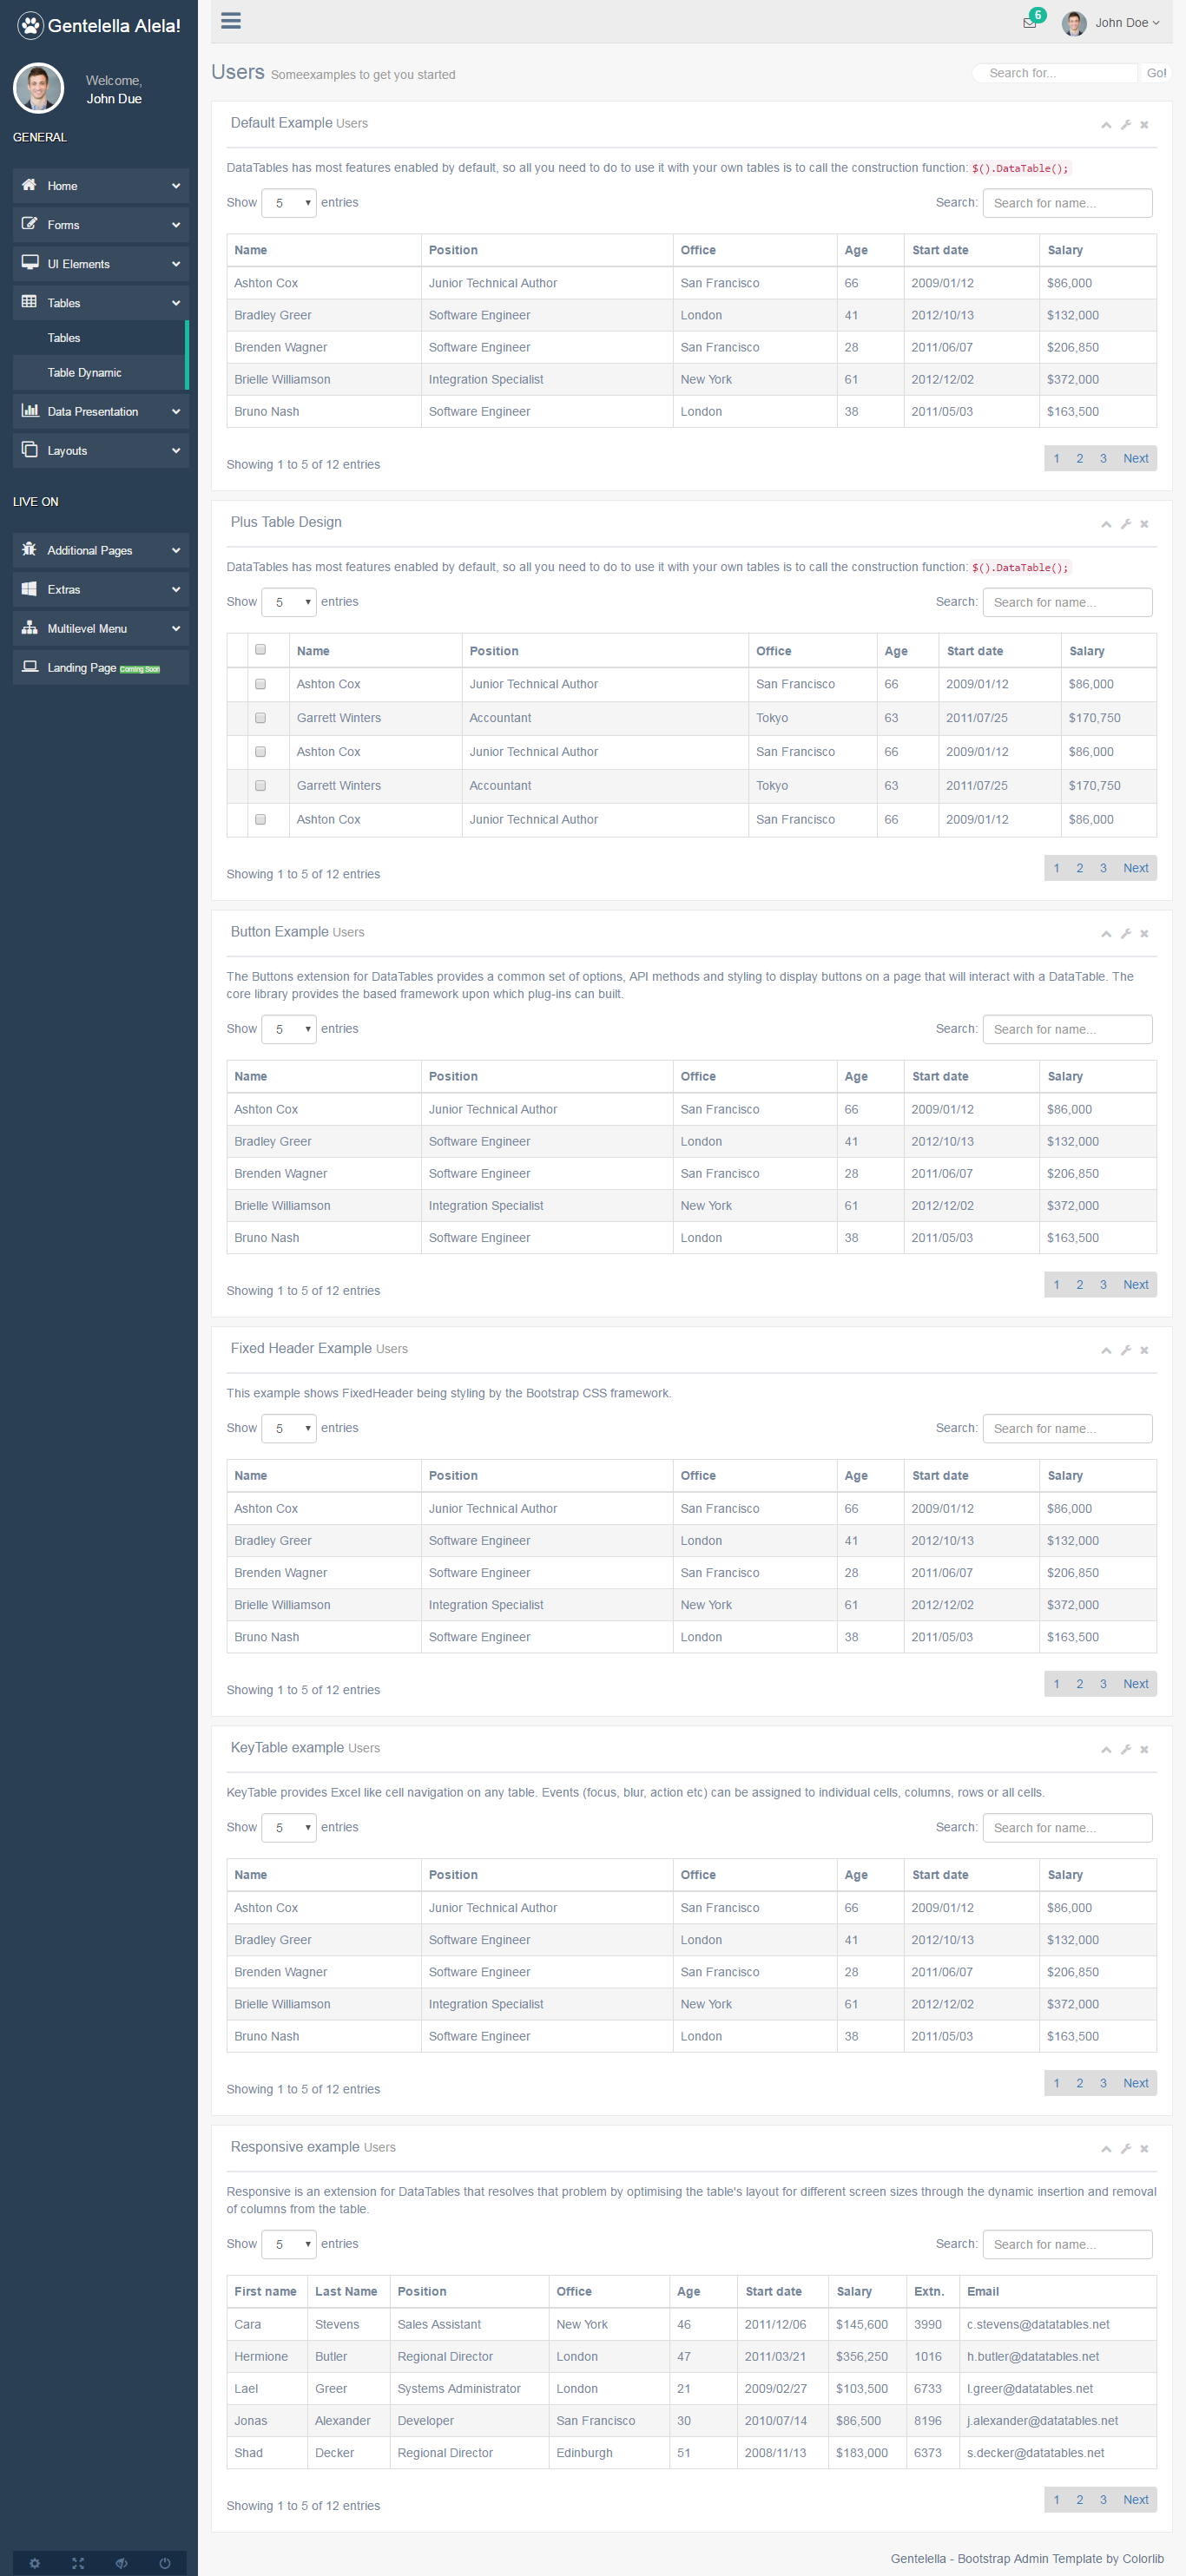 Gentelella Alela!
Welcome,
John Due
GENERAL
Home
Forms
UI Elements
Tables
Tables
Table Dynamic
Data Presentation
Layouts
LIVE ON
Additional Pages
Extras
Multilevel Menu
Landing Page Coming Soon
6
John Doe
Users Someexamples to get you started
Search for... Go!
Default Example Users
DataTables has most features enabled by default, so all you need to do to use it with your own tables is to call the construction function: $().DataTable();
Show 5 entries Search: Search for name...
Name Position Office Age Start date Salary
Ashton Cox Junior Technical Author San Francisco 66 2009/01/12 $86,000
Bradley Greer Software Engineer London 41 2012/10/13 $132,000
Brenden Wagner Software Engineer San Francisco 28 2011/06/07 $206,850
Brielle Williamson Integration Specialist New York 61 2012/12/02 $372,000
Bruno Nash Software Engineer London 38 2011/05/03 $163,500
Showing 1 to 5 of 12 entries 1 2 3 Next
Plus Table Design
DataTables has most features enabled by default, so all you need to do to use it with your own tables is to call the construction function: $().DataTable();
Show 5 entries Search: Search for name...
Name Position Office Age Start date Salary
Ashton Cox Junior Technical Author San Francisco 66 2009/01/12 $86,000
Garrett Winters Accountant Tokyo 63 2011/07/25 $170,750
Ashton Cox Junior Technical Author San Francisco 66 2009/01/12 $86,000
Garrett Winters Accountant Tokyo 63 2011/07/25 $170,750
Ashton Cox Junior Technical Author San Francisco 66 2009/01/12 $86,000
Showing 1 to 5 of 12 entries 1 2 3 Next
Button Example Users
The Buttons extension for DataTables provides a common set of options, API methods and styling to display buttons on a page that will interact with a DataTable. The
core library provides the based framework upon which plug-ins can built.
Show 5 entries Search: Search for name...
Name Position Office Age Start date Salary
Ashton Cox Junior Technical Author San Francisco 66 2009/01/12 $86,000
Bradley Greer Software Engineer London 41 2012/10/13 $132,000
Brenden Wagner Software Engineer San Francisco 28 2011/06/07 $206,850
Brielle Williamson Integration Specialist New York 61 2012/12/02 $372,000
Bruno Nash Software Engineer London 38 2011/05/03 $163,500
Showing 1 to 5 of 12 entries 1 2 3 Next
Fixed Header Example Users
This example shows FixedHeader being styling by the Bootstrap CSS framework.
Show 5 entries Search: Search for name...
Name Position Office Age Start date Salary
Ashton Cox Junior Technical Author San Francisco 66 2009/01/12 $86,000
Bradley Greer Software Engineer London 41 2012/10/13 $132,000
Brenden Wagner Software Engineer San Francisco 28 2011/06/07 $206,850
Brielle Williamson Integration Specialist New York 61 2012/12/02 $372,000
Bruno Nash Software Engineer London 38 2011/05/03 $163,500
Showing 1 to 5 of 12 entries 1 2 3 Next
KeyTable example Users
KeyTable provides Excel like cell navigation on any table. Events (focus, blur, action etc) can be assigned to individual cells, columns, rows or all cells.
Show 5 entries Search: Search for name...
Name Position Office Age Start date Salary
Ashton Cox Junior Technical Author San Francisco 66 2009/01/12 $86,000
Bradley Greer Software Engineer London 41 2012/10/13 $132,000
Brenden Wagner Software Engineer San Francisco 28 2011/06/07 $206,850
Brielle Williamson Integration Specialist New York 61 2012/12/02 $372,000
Bruno Nash Software Engineer London 38 2011/05/03 $163,500
Showing 1 to 5 of 12 entries 1 2 3 Next
Responsive example Users
Responsive is an extension for DataTables that resolves that problem by optimising the table's layout for different screen sizes through the dynamic insertion and removal
of columns from the table.
Show 5 entries Search: Search for name...
First name Last Name Position Office Age Start date Salary Extn. Email
Cara Stevens Sales Assistant New York 46 2011/12/06 $145,600 3990 c.stevens@datatables.net
Hermione Butler Regional Director London 47 2011/03/21 $356,250 1016 h.butler@datatables.net
Lael Greer Systems Administrator London 21 2009/02/27 $103,500 6733 l.greer@datatables.net
Jonas Alexander Developer San Francisco 30 2010/07/14 $86,500 8196 j.alexander@datatables.net
Shad Decker Regional Director Edinburgh 51 2008/11/13 $183,000 6373 s.decker@datatables.net
Showing 1 to 5 of 12 entries 1 2 3 Next
Gentelella - Bootstrap Admin Template by Colorlib